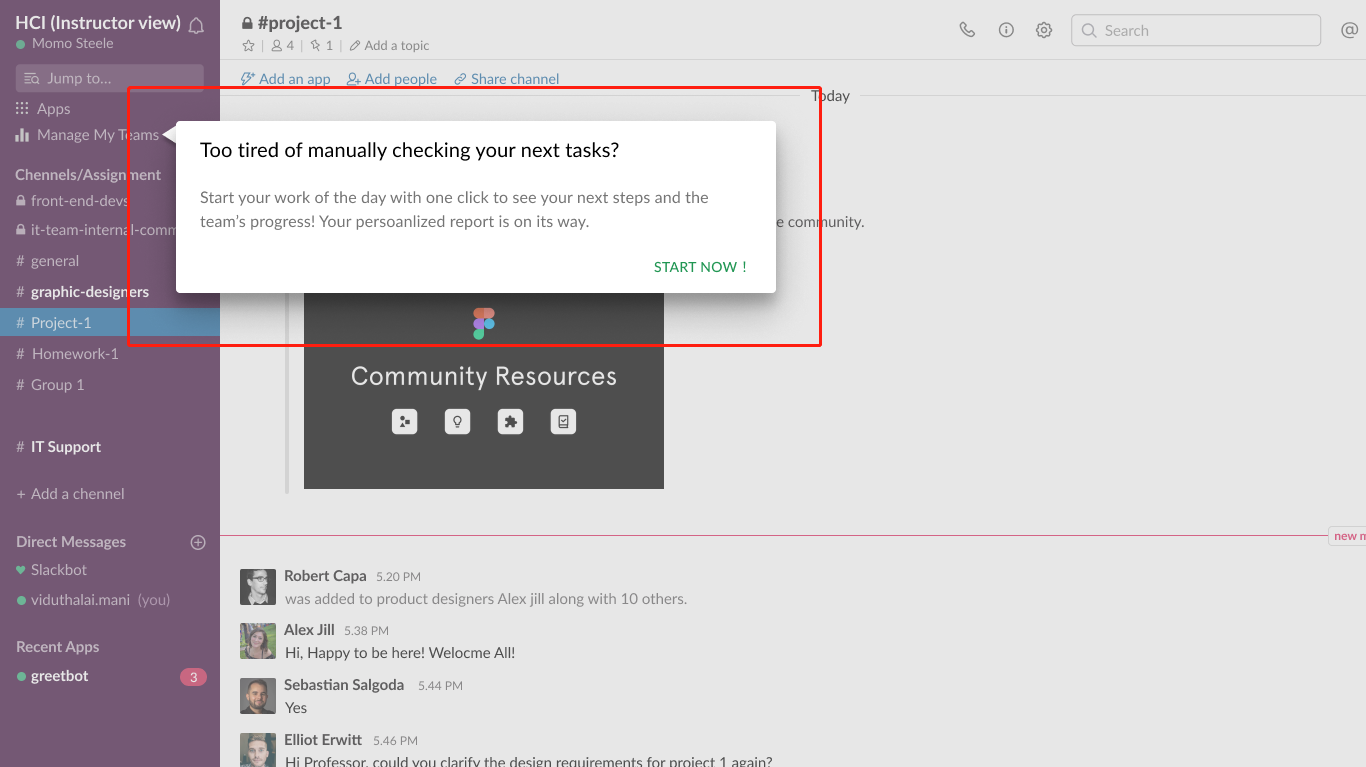 HCI (Instructor view)
Momo Steele
Jump to...
Apps
Manage My Teams
Chennels/Assignment
front-end-devs
it-team-internal-comm
# general
# graphic-designers
# Project-1
# Homework-1
# Group 1
# IT Support
+ Add a chennel
Direct Messages
Slackbot
viduthalai.mani (you)
Recent Apps
greetbot 3
#project-1
4 | 1 | Add a topic
Search
@
Add an app Add people Share channel
Today
Too tired of manually checking your next tasks?
Start your work of the day with one click to see your next steps and the
team's progress! Your persoanlized report is on its way.
START NOW !
e community.
Community Resources
new m
Robert Capa 5.20 PM
was added to product designers Alex jill along with 10 others.
Alex Jill 5.38 PM
Hi, Happy to be here! Welocme All!
Sebastian Salgoda 5.44 PM
Yes
Elliot Erwitt 5.46 PM
Hi Professor, could you clarify the design requirements for project 1 again?